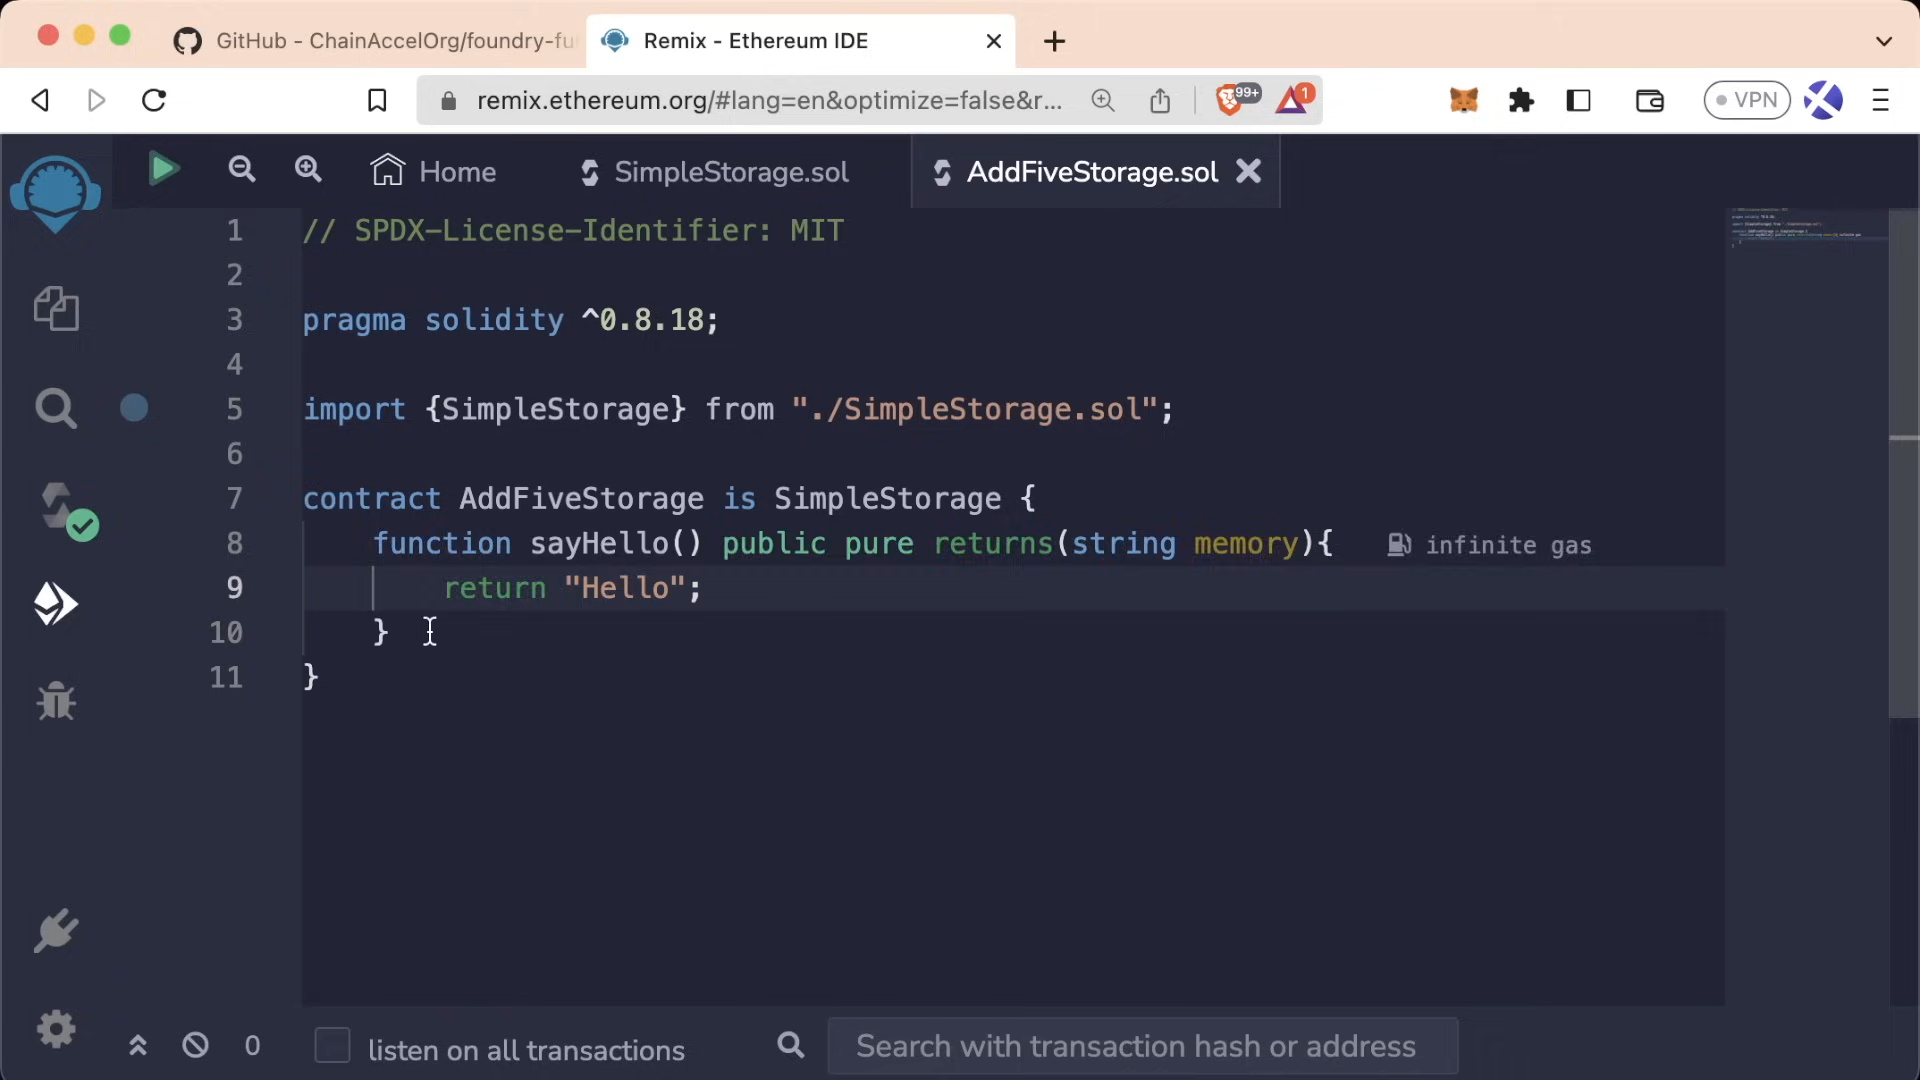 GitHub - ChainAccelOrg/foundry-fu
Remix - Ethereum IDE
remix.ethereum.org/#lang=en&optimize=false&r...
99+
1
VPN
Home
SimpleStorage.sol
AddFiveStorage.sol
1 // SPDX-License-Identifier: MIT
2
3 pragma solidity ^0.8.18;
4
5 import {SimpleStorage} from "./SimpleStorage.sol";
6
7 contract AddFiveStorage is SimpleStorage {
8 function sayHello() public pure returns(string memory){ infinite gas
9 return "Hello";
10 }
11 }
0
listen on all transactions
Search with transaction hash or address